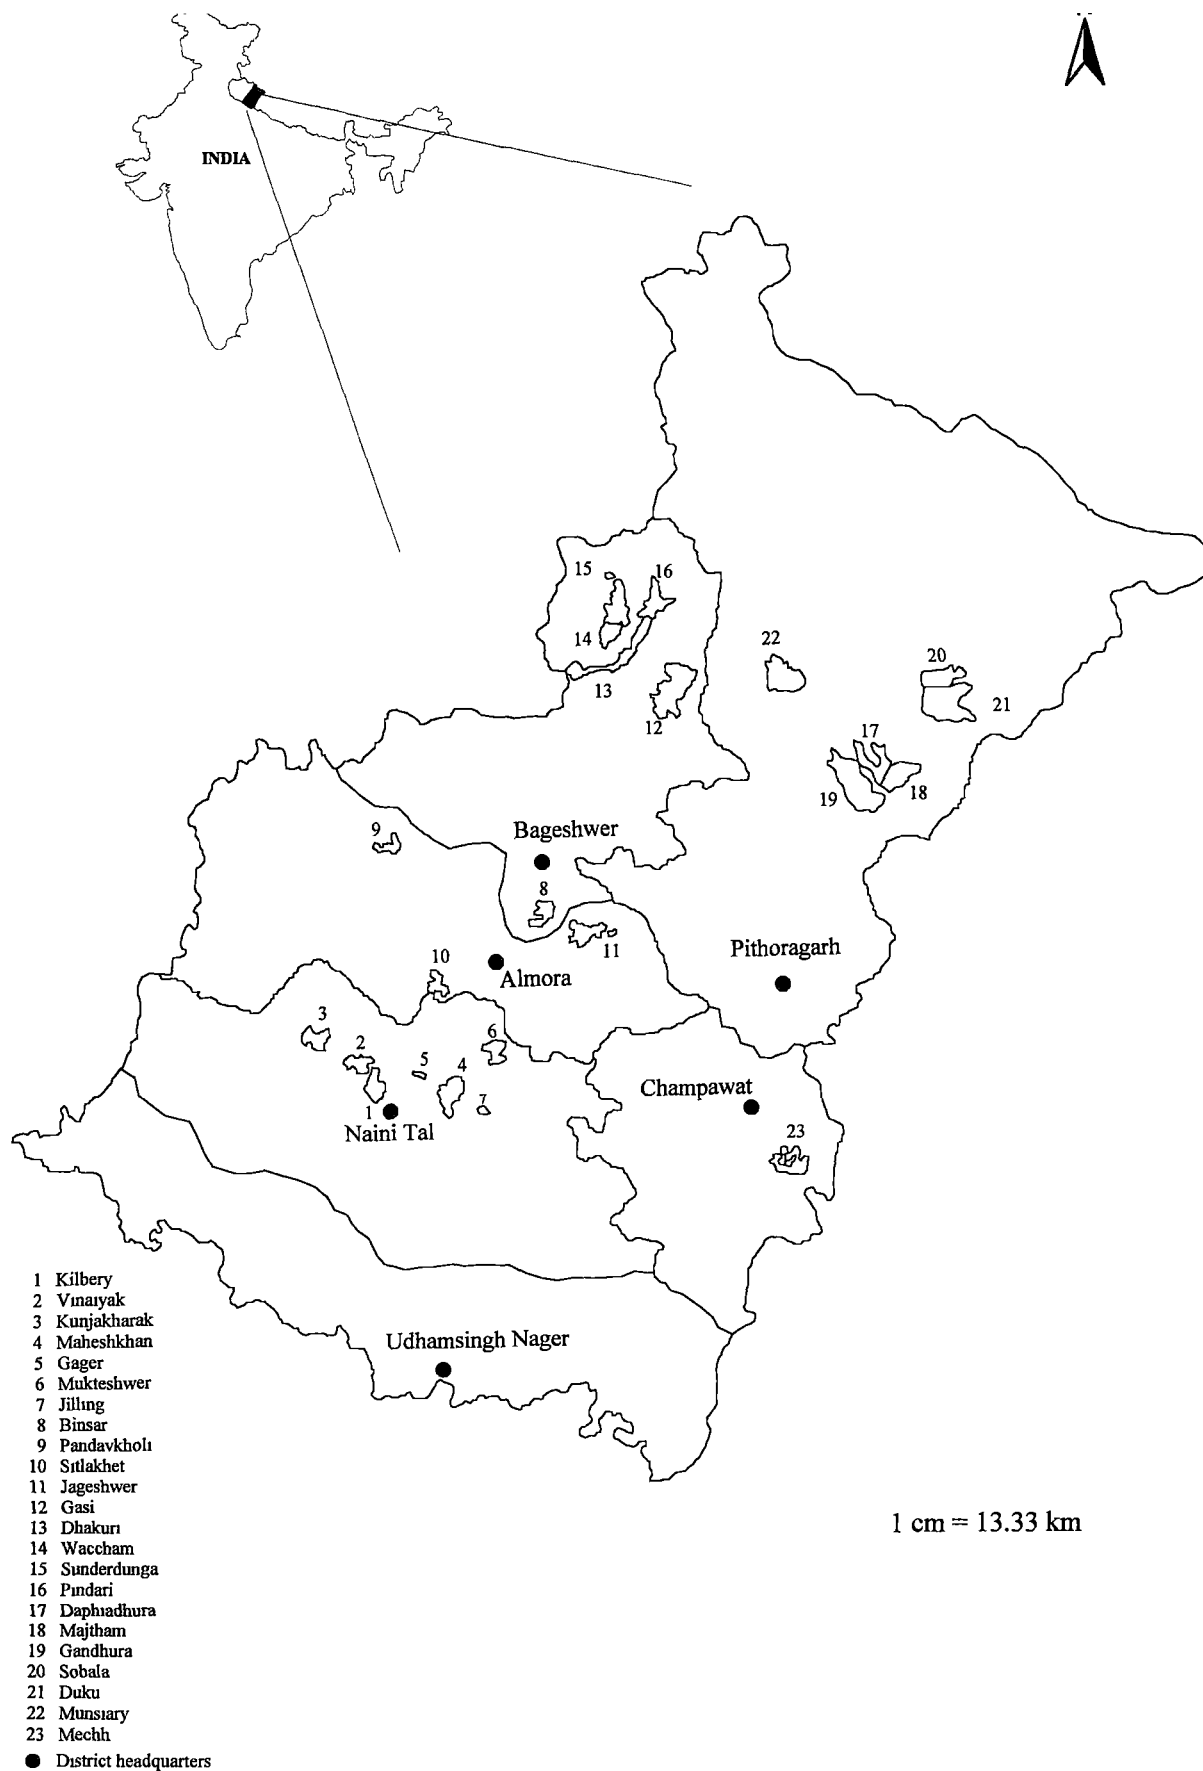 INDIA
15
16
14
13
12
22
20
21
17
18
19
9
Bageshwer
8
11
10
Almora
Pithoragarh
3
2
5
4
6
7
1
Naini Tal
Champawat
23
Udhamsingh Nager
1 Kilbery
2 Vinaiyak
3 Kunjakharak
4 Maheshkhan
5 Gager
6 Mukteshwer
7 Jilling
8 Binsar
9 Pandavkholi
10 Sitlakhet
11 Jageshwer
12 Gasi
13 Dhakuri
14 Waccham
15 Sunderdunga
16 Pindari
17 Daphiadhura
18 Majtham
19 Gandhura
20 Sobala
21 Duku
22 Munsiary
23 Mechh
District headquarters
1 cm = 13.33 km